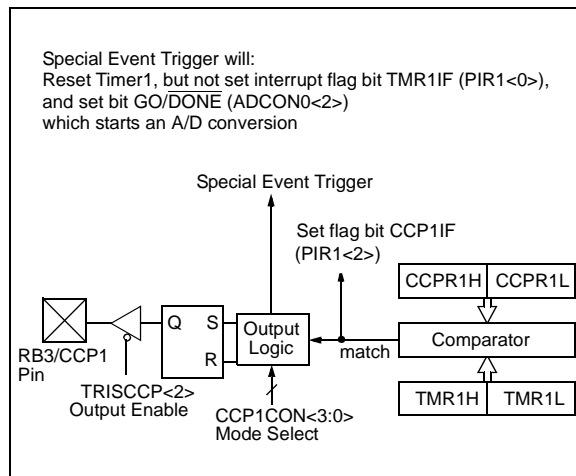 Special Event Trigger will:
Reset Timer1, but not set interrupt flag bit TMR1IF (PIR1<0>),
and set bit GO/DONE (ADCON0<2>)
which starts an A/D conversion
Special Event Trigger
Set flag bit CCP1IF
(PIR1<2>)
CCPR1H CCPR1L
Q S
R
Output
Logic
match
Comparator
RB3/CCP1
Pin
TRISCCP<2>
Output Enable
CCP1CON<3:0>
Mode Select
TMR1H TMR1L